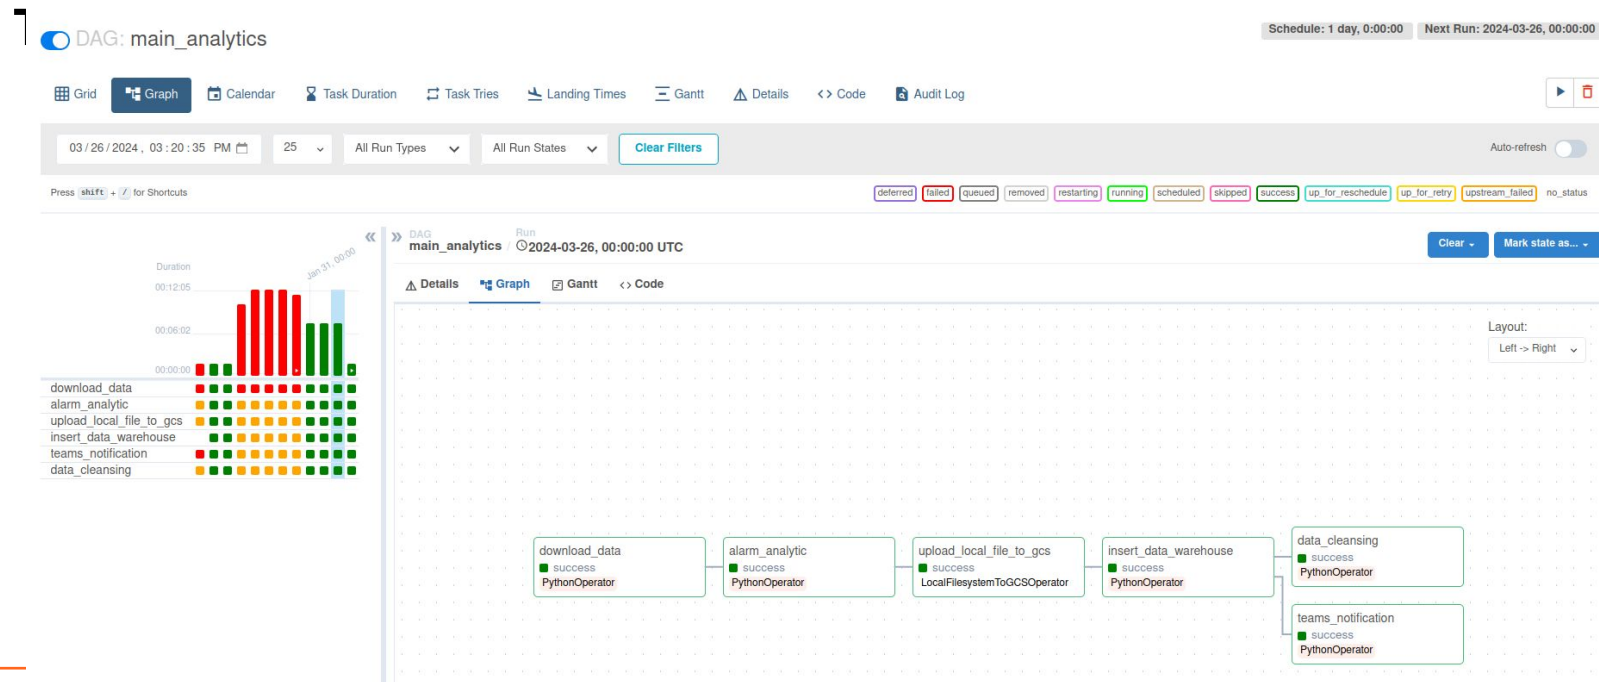 DAG: main_analytics
Schedule: 1 day, 0:00:00 Next Run: 2024-03-26, 00:00:00
Grid Graph Calendar Task Duration Task Tries Landing Times Gantt Details <> Code Audit Log
03/26/2024, 03:20:35 PM 25 All Run Types All Run States Clear Filters Auto-refresh
Press shift + / for Shortcuts
deferred failed queued removed restarting running scheduled skipped success up_for_reschedule up_for_retry upstream_failed no_status
DAG Run
main_analytics / 2024-03-26, 00:00:00 UTC
Clear Mark state as...
Details Graph Gantt <> Code
Duration
Jan 31, 00:00
00:12:05
00:06:02
00:00:00
download_data
alarm_analytic
upload_local_file_to_gcs
insert_data_warehouse
teams_notification
data_cleansing
Layout:
Left -> Right
download_data
success
PythonOperator
alarm_analytic
success
PythonOperator
upload_local_file_to_gcs
success
LocalFilesystemToGCSOperator
insert_data_warehouse
success
PythonOperator
data_cleansing
success
PythonOperator
teams_notification
success
PythonOperator